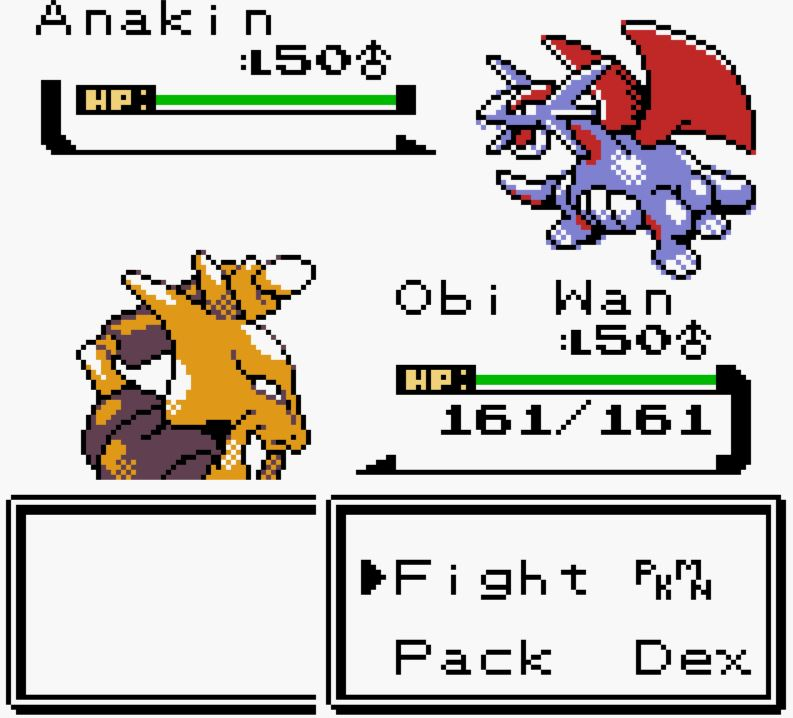 Anakin
:L50♂
HP:
Obi Wan
:L50♂
HP:
161/161
▶Fight PKMN
Pack Dex